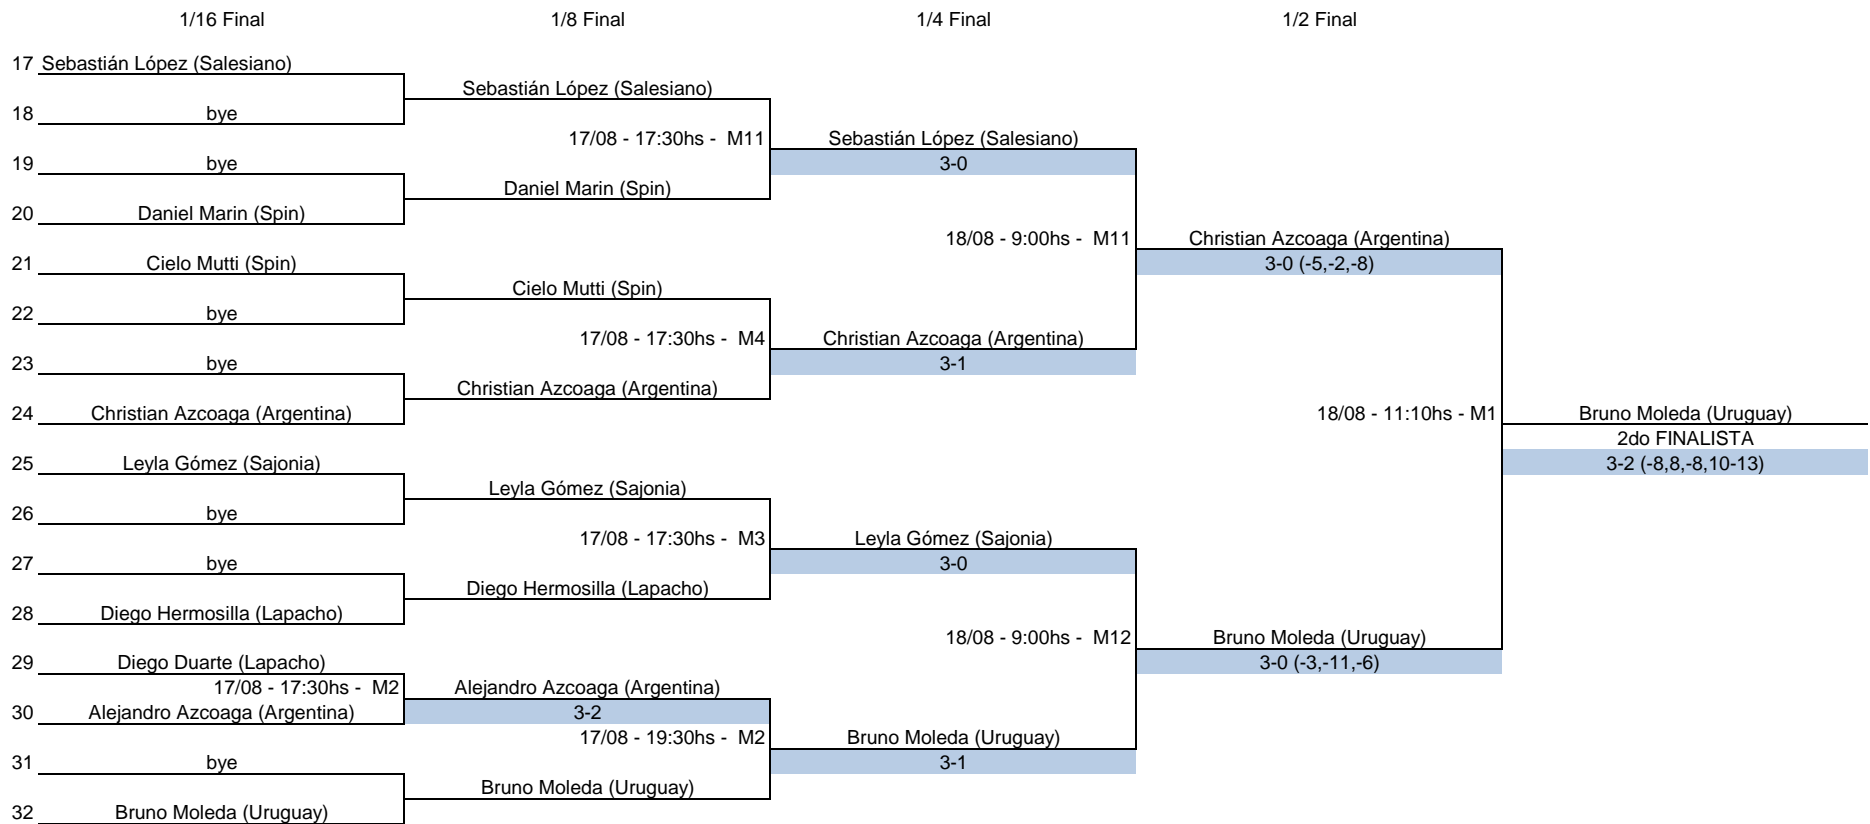 1/16 Final 1/8 Final 1/4 Final 1/2 Final
17 Sebastián López (Salesiano)
Sebastián López (Salesiano)
18 bye
17/08 - 17:30hs - M11 Sebastián López (Salesiano)
19 bye 3-0
Daniel Marin (Spin)
20 Daniel Marin (Spin)
18/08 - 9:00hs - M11 Christian Azcoaga (Argentina)
21 Cielo Mutti (Spin) 3-0 (-5,-2,-8)
Cielo Mutti (Spin)
22 bye
17/08 - 17:30hs - M4 Christian Azcoaga (Argentina)
23 bye 3-1
Christian Azcoaga (Argentina)
24 Christian Azcoaga (Argentina) 18/08 - 11:10hs - M1 Bruno Moleda (Uruguay)
2do FINALISTA
25 Leyla Gómez (Sajonia) 3-2 (-8,8,-8,10-13)
Leyla Gómez (Sajonia)
26 bye
17/08 - 17:30hs - M3 Leyla Gómez (Sajonia)
27 bye 3-0
Diego Hermosilla (Lapacho)
28 Diego Hermosilla (Lapacho)
18/08 - 9:00hs - M12 Bruno Moleda (Uruguay)
29 Diego Duarte (Lapacho) 3-0 (-3,-11,-6)
17/08 - 17:30hs - M2 Alejandro Azcoaga (Argentina)
30 Alejandro Azcoaga (Argentina) 3-2
17/08 - 19:30hs - M2 Bruno Moleda (Uruguay)
31 bye 3-1
Bruno Moleda (Uruguay)
32 Bruno Moleda (Uruguay)